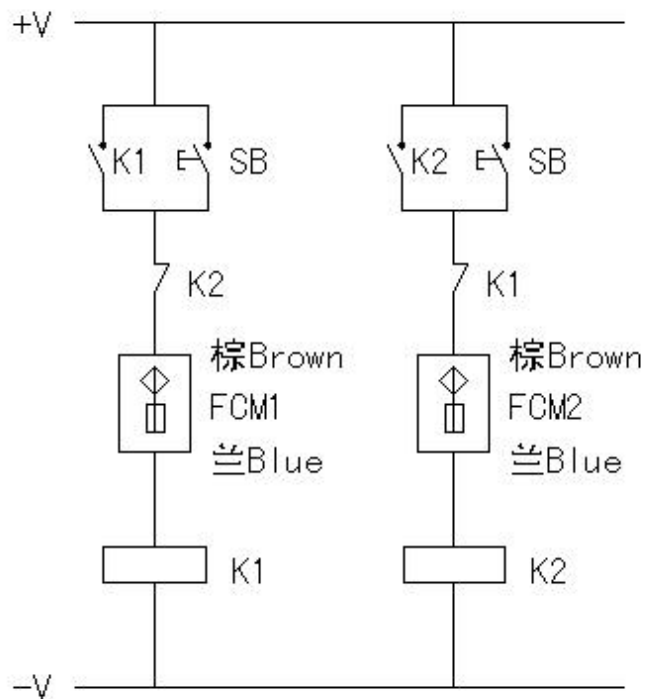 +V
K1 SB K2 SB
K2 K1
棕Brown 棕Brown
FCM1 FCM2
兰Blue 兰Blue
K1 K2
-V